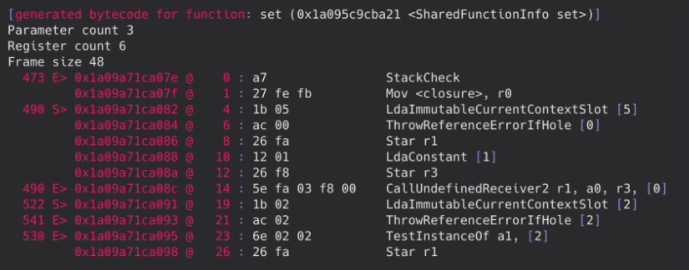 [generated bytecode for function: set (0x1a095c9cba21 <SharedFunctionInfo set>)]
Parameter count 3
Register count 6
Frame size 48
473 E> 0x1a09a71ca07e @ 0 : a7 StackCheck
0x1a09a71ca07f @ 1 : 27 fe fb Mov <closure>, r0
490 S> 0x1a09a71ca082 @ 4 : 1b 05 LdaImmutableCurrentContextSlot [5]
0x1a09a71ca084 @ 6 : ac 00 ThrowReferenceErrorIfHole [0]
0x1a09a71ca086 @ 8 : 26 fa Star r1
0x1a09a71ca088 @ 10 : 12 01 LdaConstant [1]
0x1a09a71ca08a @ 12 : 26 f8 Star r3
490 E> 0x1a09a71ca08c @ 14 : 5e fa 03 f8 00 CallUndefinedReceiver2 r1, a0, r3, [0]
522 S> 0x1a09a71ca091 @ 19 : 1b 02 LdaImmutableCurrentContextSlot [2]
541 E> 0x1a09a71ca093 @ 21 : ac 02 ThrowReferenceErrorIfHole [2]
530 E> 0x1a09a71ca095 @ 23 : 6e 02 02 TestInstanceOf a1, [2]
0x1a09a71ca098 @ 26 : 26 fa Star r1